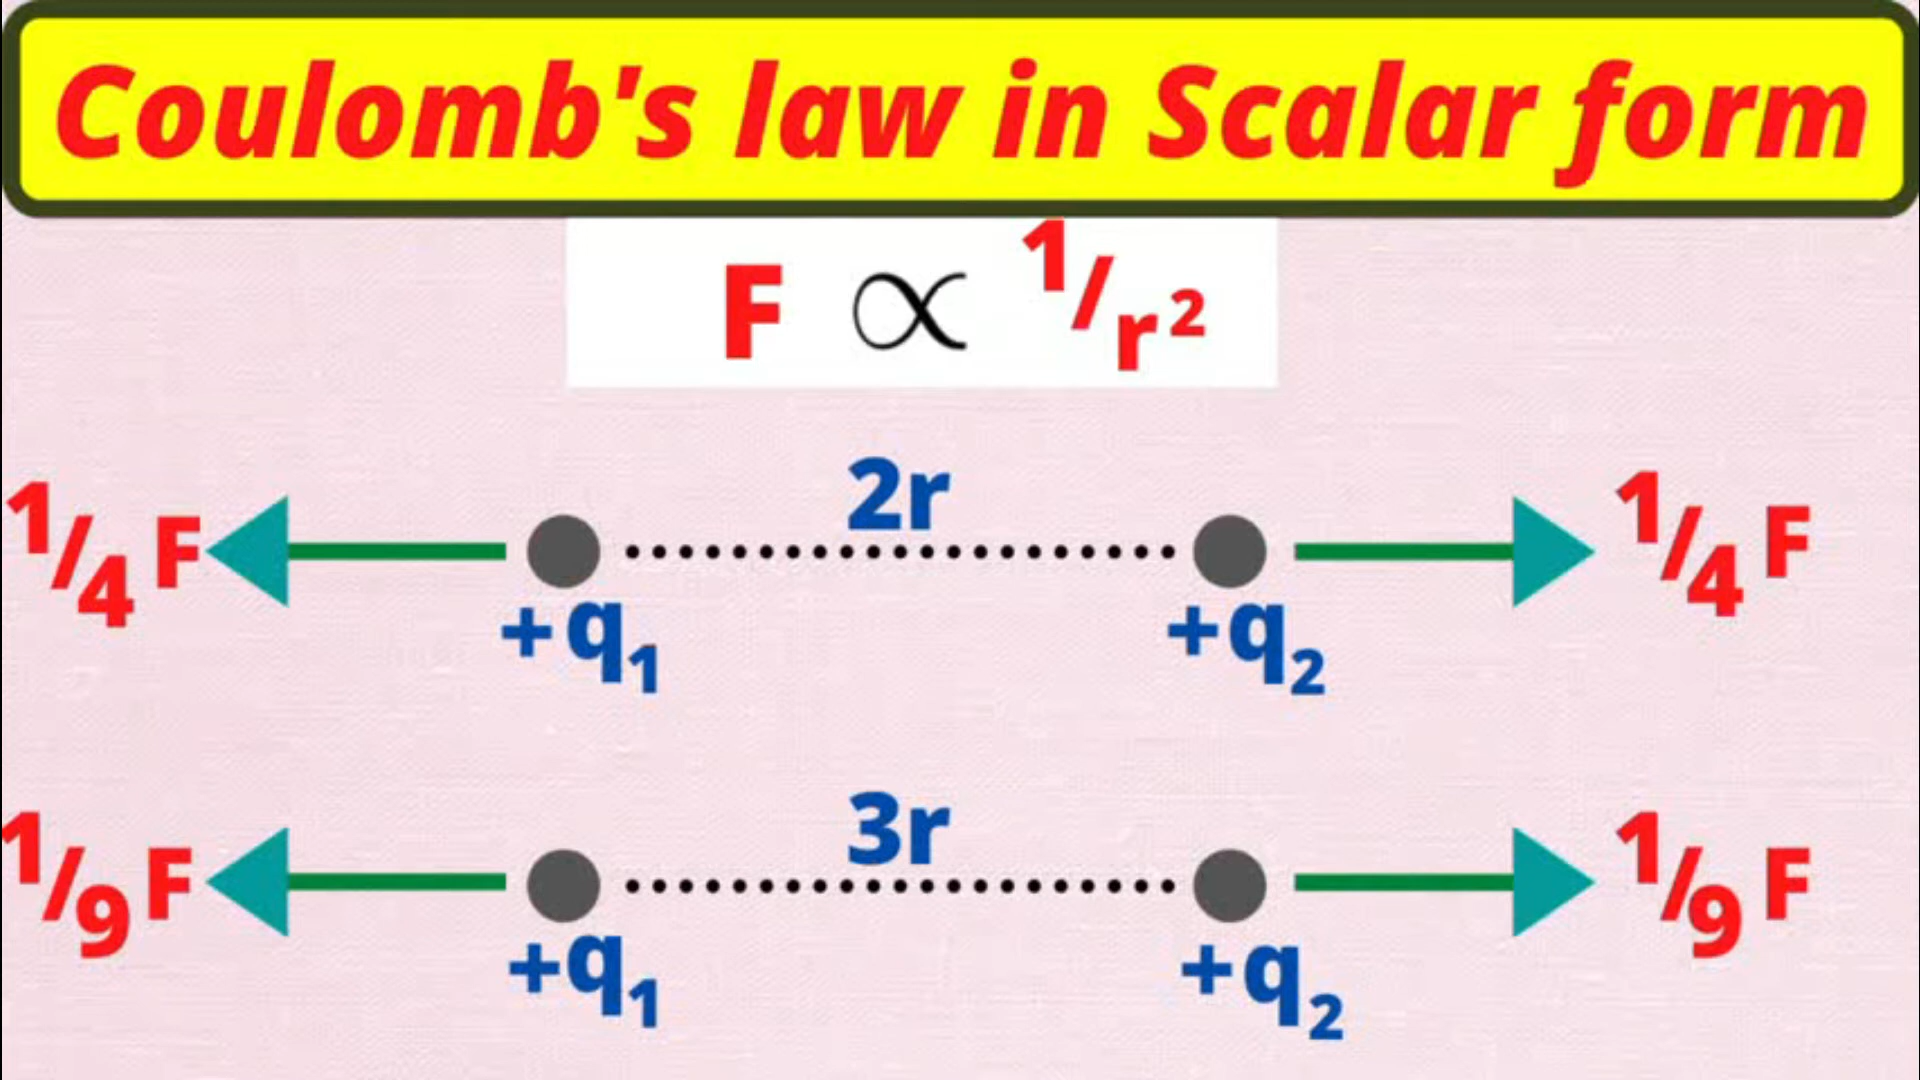 Coulomb's law in Scalar form
F ∝ 1/r²
2r
1/4 F
1/4 F
+q₁
+q₂
3r
1/9 F
1/9 F
+q₁
+q₂